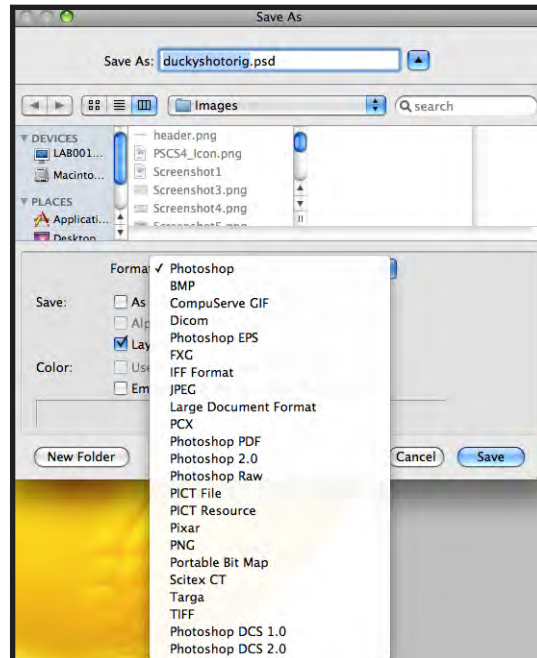 Save As
Save As: duckyshotorig.psd
Images
search
DEVICES
LAB001...
Macinto...
PLACES
Applicati...
Desktop
header.png
PSCS4_Icon.png
Screenshot1
Screenshot3.png
Screenshot4.png
Screenshot5.png
Format
✓ Photoshop
BMP
CompuServe GIF
Dicom
Photoshop EPS
FXG
IFF Format
JPEG
Large Document Format
PCX
Photoshop PDF
Photoshop 2.0
Photoshop Raw
PICT File
PICT Resource
Pixar
PNG
Portable Bit Map
Scitex CT
Targa
TIFF
Photoshop DCS 1.0
Photoshop DCS 2.0
Save:
As
Alp
Lay
Color:
Use
Em
New Folder
Cancel
Save